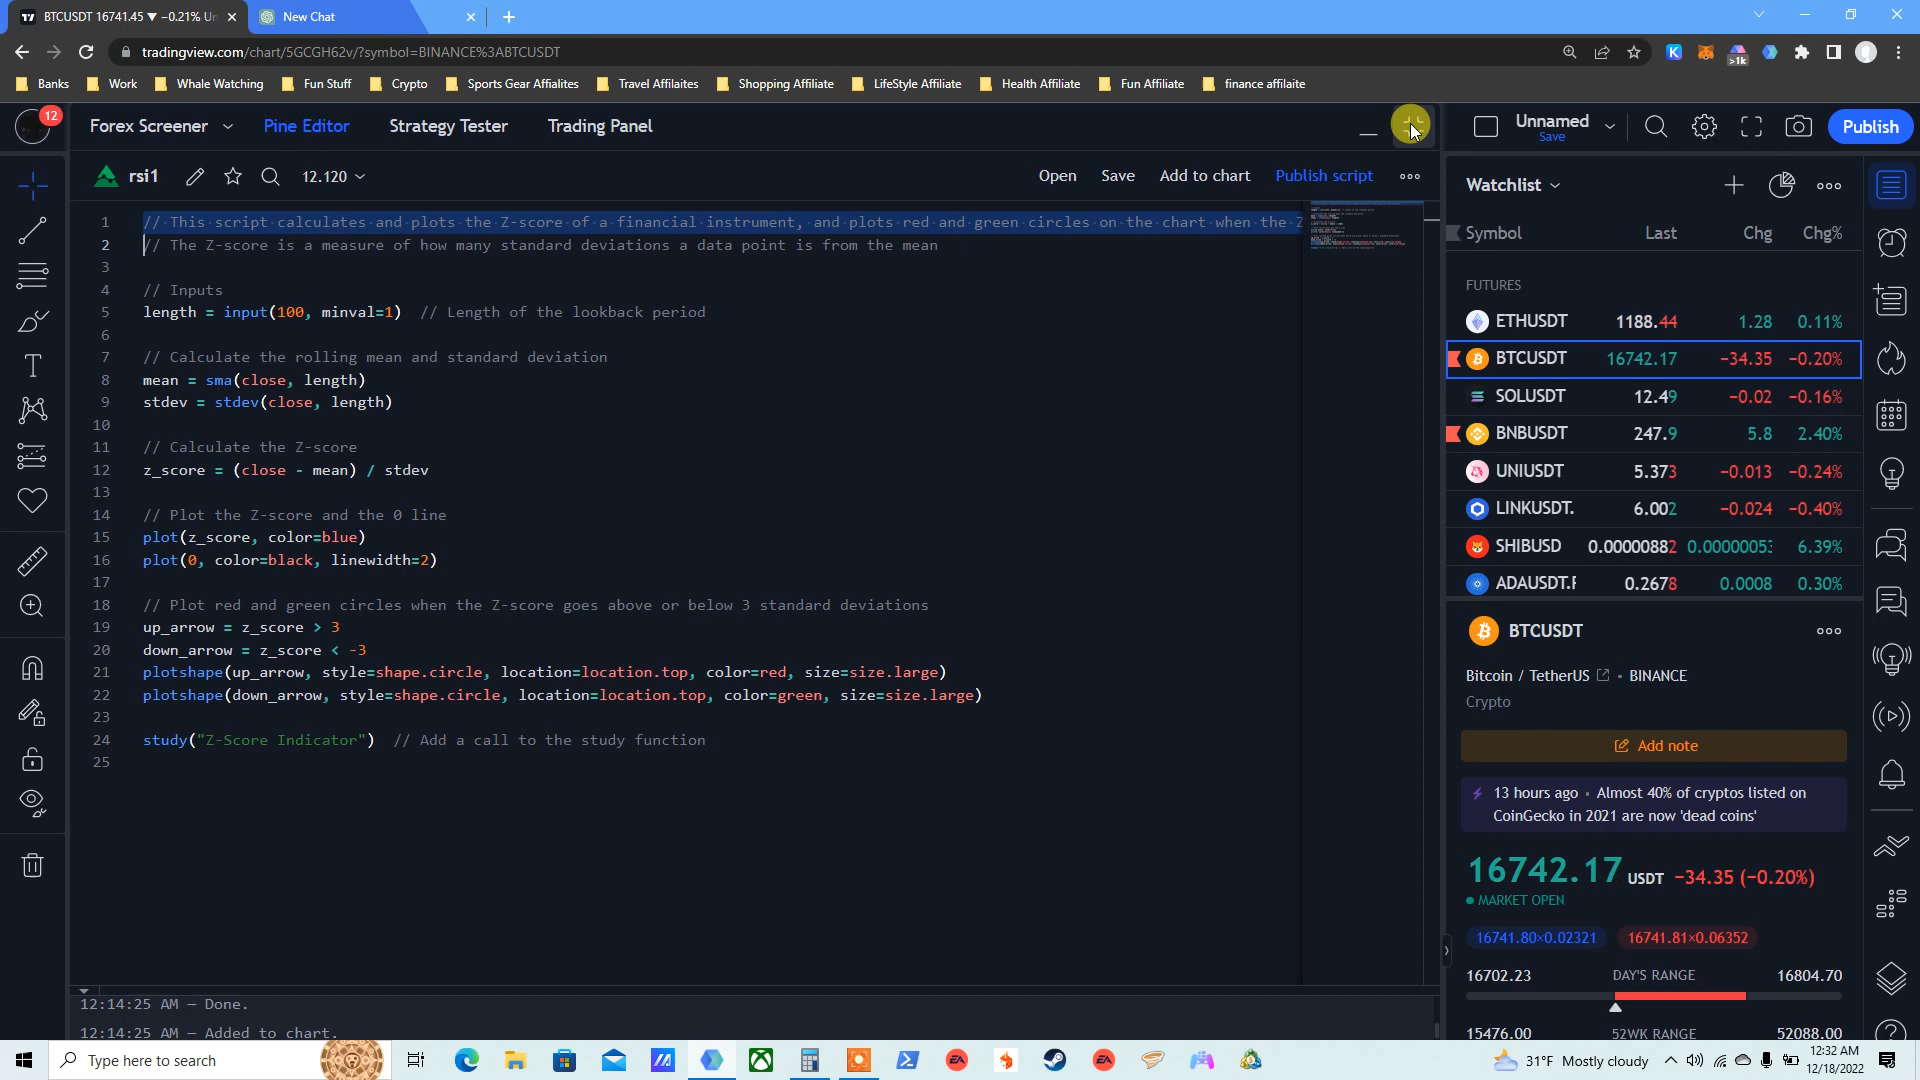 BTCUSDT 16741.45 ▼ −0.21% Un
New Chat
tradingview.com/chart/5GCGH62v/?symbol=BINANCE%3ABTCUSDT
>1k
Banks Work Whale Watching Fun Stuff Crypto Sports Gear Affialites Travel Affilaites Shopping Affiliate LifeStyle Affiliate Health Affiliate Fun Affiliate finance affilaite
12
Forex Screener Pine Editor Strategy Tester Trading Panel
Unnamed
Save
Publish
rsi1 12.120 Open Save Add to chart Publish script
1 // This script calculates and plots the Z-score of a financial instrument, and plots red and green circles on the chart when the Z
2 // The Z-score is a measure of how many standard deviations a data point is from the mean
3
4 // Inputs
5 length = input(100, minval=1)  // Length of the lookback period
6
7 // Calculate the rolling mean and standard deviation
8 mean = sma(close, length)
9 stdev = stdev(close, length)
10
11 // Calculate the Z-score
12 z_score = (close - mean) / stdev
13
14 // Plot the Z-score and the 0 line
15 plot(z_score, color=blue)
16 plot(0, color=black, linewidth=2)
17
18 // Plot red and green circles when the Z-score goes above or below 3 standard deviations
19 up_arrow = z_score > 3
20 down_arrow = z_score < -3
21 plotshape(up_arrow, style=shape.circle, location=location.top, color=red, size=size.large)
22 plotshape(down_arrow, style=shape.circle, location=location.top, color=green, size=size.large)
23
24 study("Z-Score Indicator")  // Add a call to the study function
25
12:14:25 AM — Done.
12:14:25 AM — Added to chart.
Watchlist
Symbol Last Chg Chg%
FUTURES
ETHUSDT 1188.44 1.28 0.11%
BTCUSDT 16742.17 −34.35 −0.20%
SOLUSDT 12.49 −0.02 −0.16%
BNBUSDT 247.9 5.8 2.40%
UNIUSDT 5.373 −0.013 −0.24%
LINKUSDT. 6.002 −0.024 −0.40%
SHIBUSD 0.00000882 0.00000053 6.39%
ADAUSDT.F 0.2678 0.0008 0.30%
BTCUSDT
Bitcoin / TetherUS • BINANCE
Crypto
Add note
13 hours ago • Almost 40% of cryptos listed on
CoinGecko in 2021 are now 'dead coins'
16742.17 USDT −34.35 (−0.20%)
MARKET OPEN
16741.80×0.02321 16741.81×0.06352
16702.23 DAY'S RANGE 16804.70
15476.00 52WK RANGE 52088.00
Type here to search
31°F Mostly cloudy
12:32 AM
12/18/2022